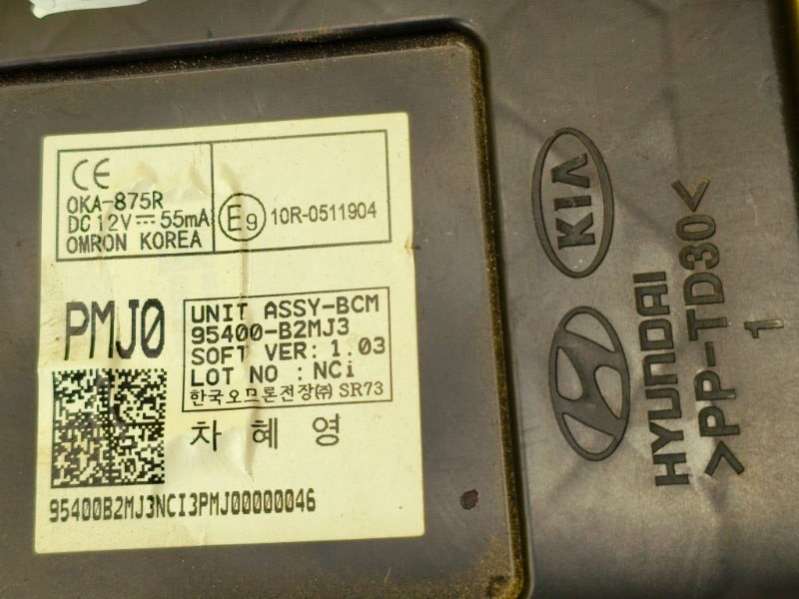 CE
OKA-875R
DC 12V 55mA
OMRON KOREA
E9
10R-0511904
PMJ0
UNIT ASSY-BCM
95400-B2MJ3
SOFT VER: 1.03
LOT NO : NCi
한국오므론전장(주) SR73
차혜영
95400B2MJ3NCI3PMJ00000046
KIA
HYUNDAI
>PP-TD30<
1